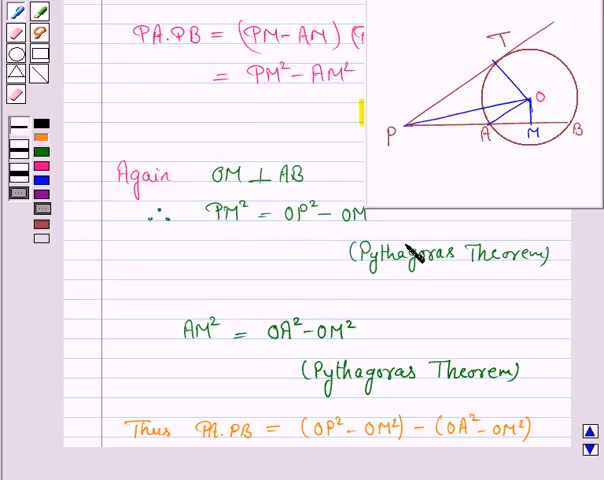 PA.PB = (PM-AM) (P
= PM²-AM²
T
O
P
A
M
B
Again OM ⊥ AB
∴ PM² = OP²-OM
(Pythagoras Theorem)
AM² = OA²-OM²
(Pythagoras Theorem)
Thus PA.PB = (OP²-OM²)-(OA²-OM²)